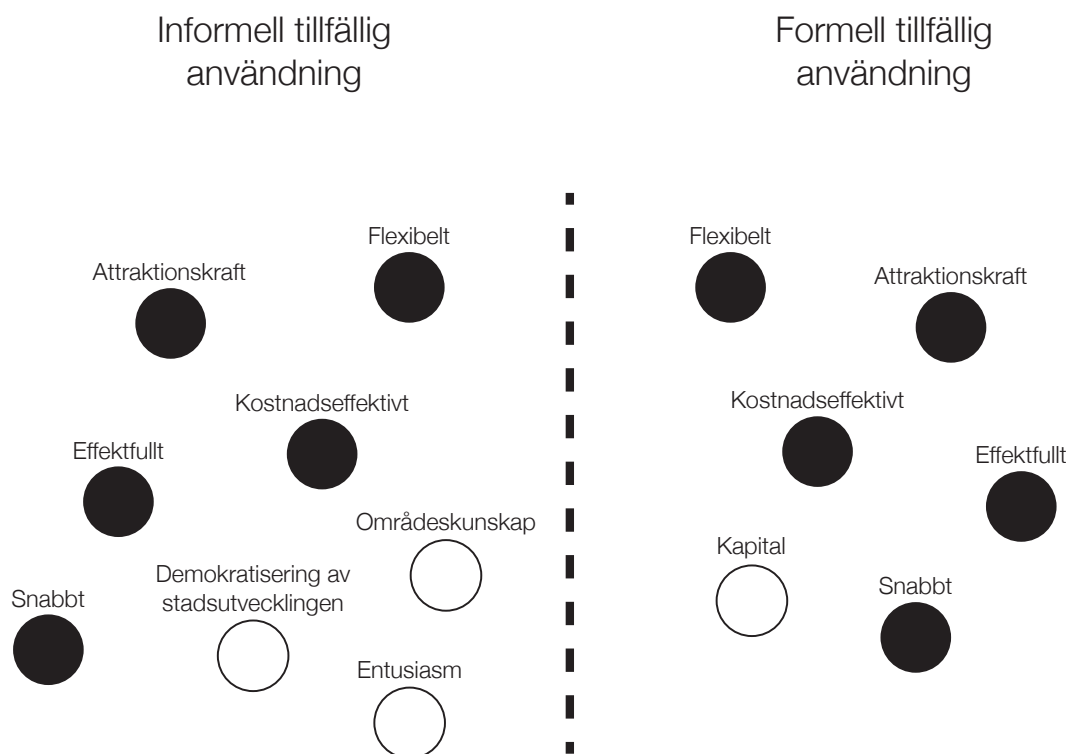 Informell tillfällig
användning
Formell tillfällig
användning
Flexibelt
Attraktionskraft
Kostnadseffektivt
Effektfullt
Områdeskunskap
Demokratisering av
stadsutvecklingen
Snabbt
Entusiasm
Flexibelt
Attraktionskraft
Kostnadseffektivt
Effektfullt
Kapital
Snabbt